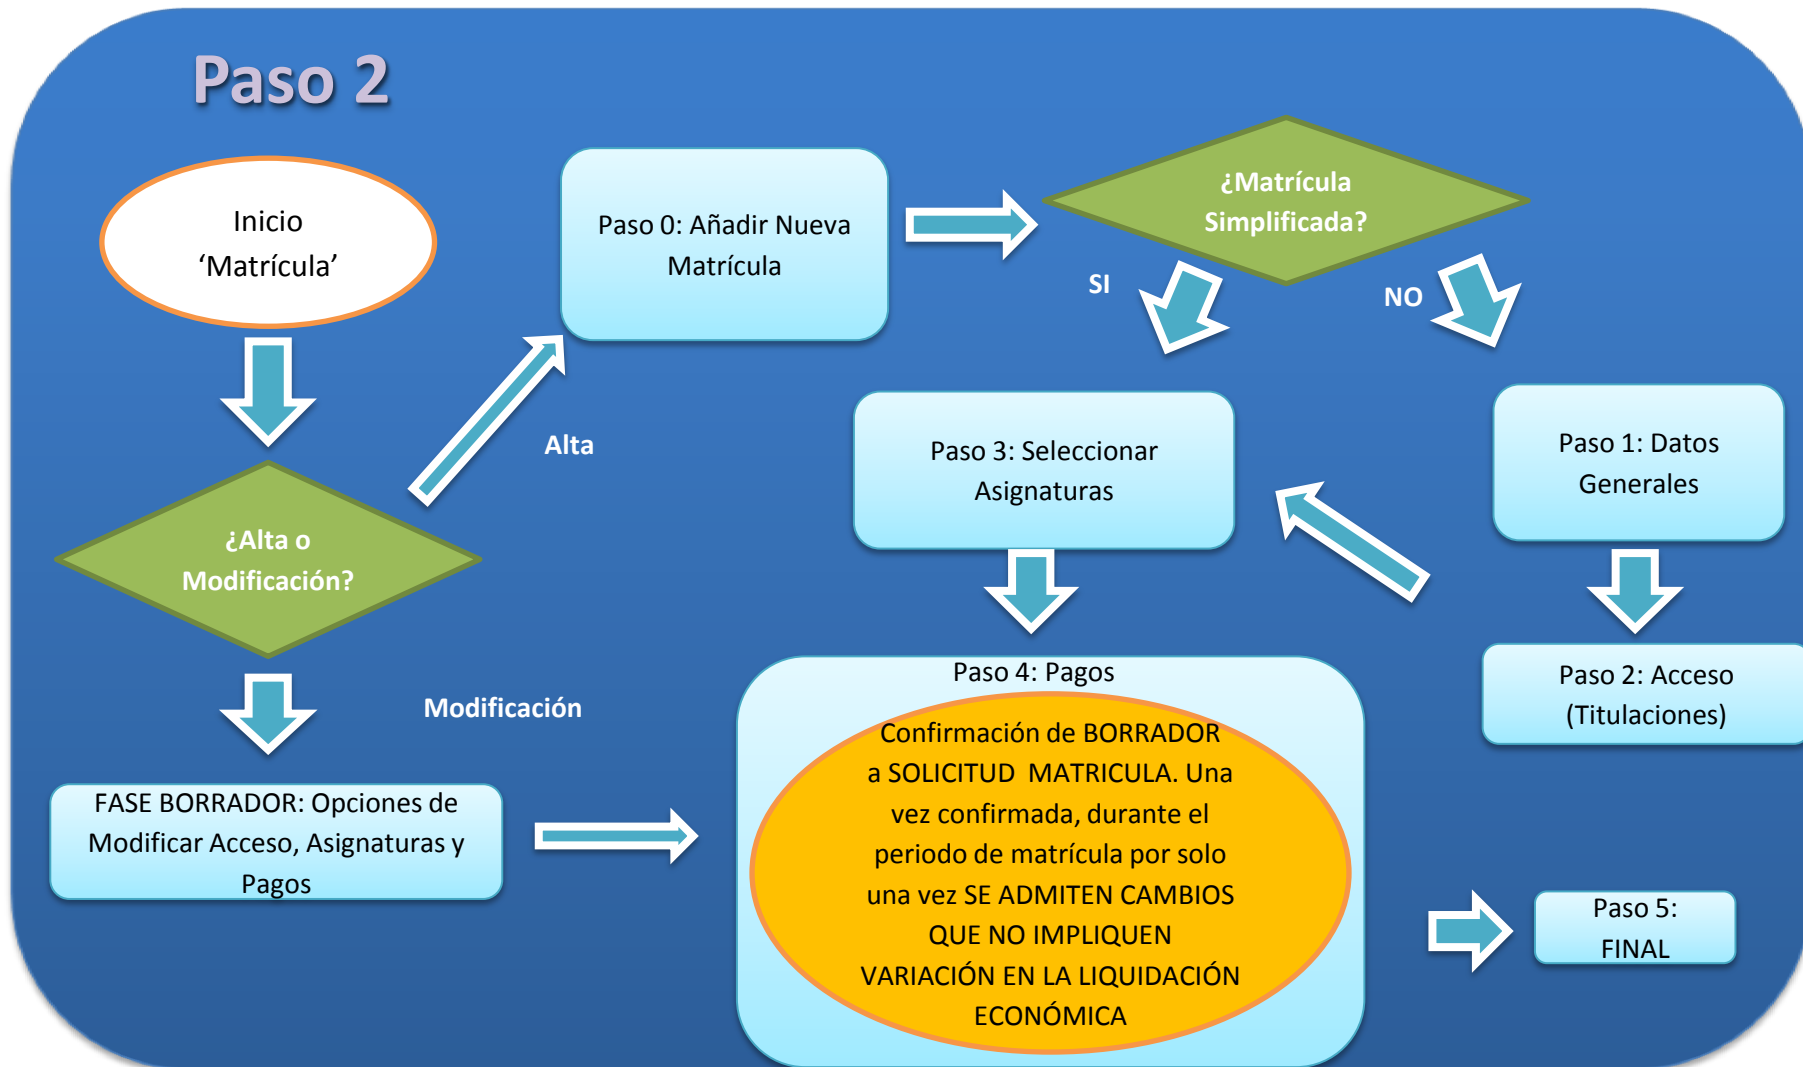 Paso 2
Inicio
‘Matrícula’
Paso 0: Añadir Nueva
Matrícula
¿Matrícula
Simplificada?
SI
NO
Alta
¿Alta o
Modificación?
Paso 3: Seleccionar
Asignaturas
Paso 1: Datos
Generales
Paso 2: Acceso
(Titulaciones)
Modificación
FASE BORRADOR: Opciones de
Modificar Acceso, Asignaturas y
Pagos
Paso 4: Pagos
Confirmación de BORRADOR
a SOLICITUD  MATRICULA. Una
vez confirmada, durante el
periodo de matrícula por solo
una vez SE ADMITEN CAMBIOS
QUE NO IMPLIQUEN
VARIACIÓN EN LA LIQUIDACIÓN
ECONÓMICA
Paso 5:
FINAL